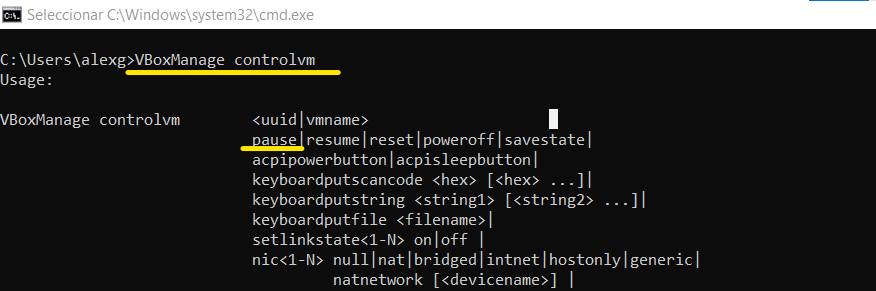 Seleccionar C:\Windows\system32\cmd.exe
C:\Users\alexg>VBoxManage controlvm
Usage:
VBoxManage controlvm <uuid|vmname>
pause|resume|reset|poweroff|savestate|
acpipowerbutton|acpisleepbutton|
keyboardputscancode <hex> [<hex> ...]|
keyboardputstring <string1> [<string2> ...]|
keyboardputfile <filename>|
setlinkstate<1-N> on|off |
nic<1-N> null|nat|bridged|intnet|hostonly|generic|
natnetwork [<devicename>] |